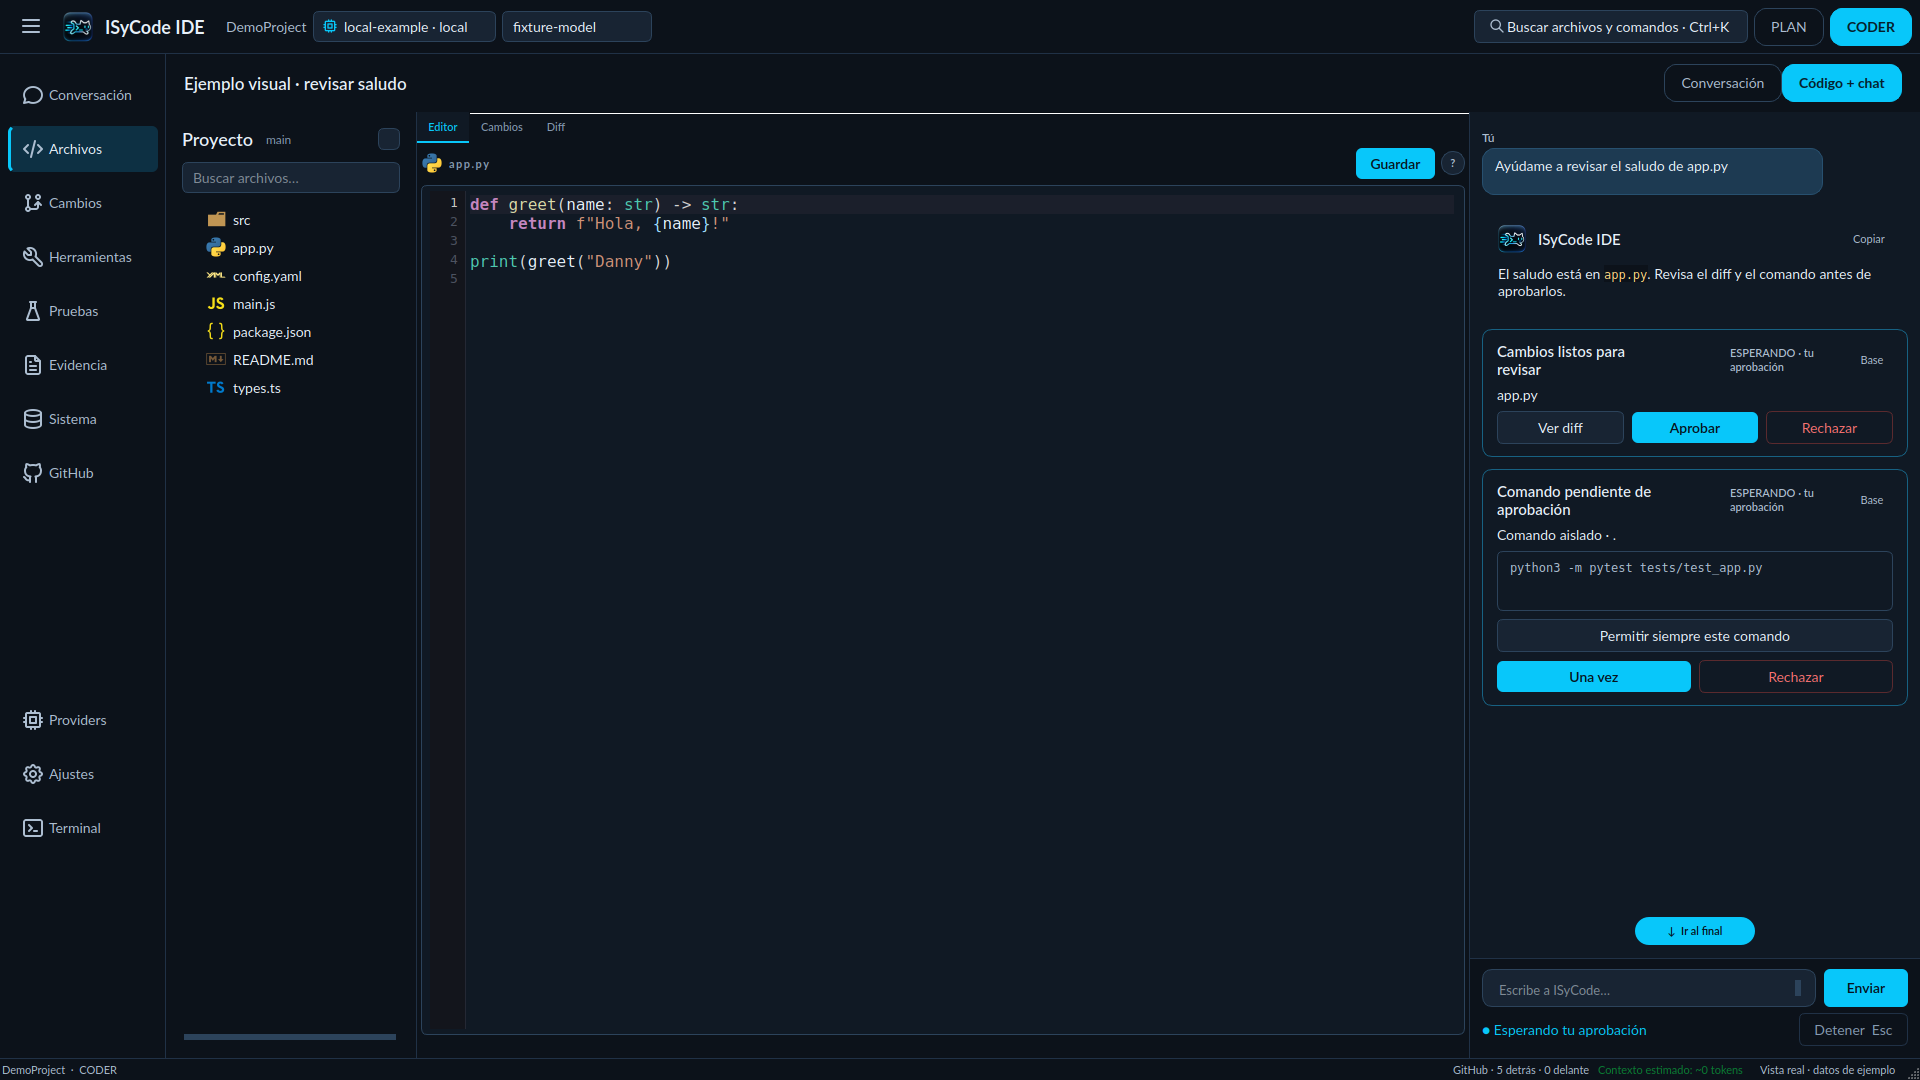 ISyCode IDE
DemoProject
local-example · local
fixture-model
Buscar archivos y comandos · Ctrl+K
PLAN
CODER
Conversación
Archivos
Cambios
Herramientas
Pruebas
Evidencia
Sistema
GitHub
Providers
Ajustes
Terminal
Ejemplo visual · revisar saludo
Conversación
Código + chat
Proyecto main
Buscar archivos...
src
app.py
YML config.yaml
JS main.js
{ } package.json
M↓ README.md
TS types.ts
Editor Cambios Diff
app.py
Guardar
?
1 def greet(name: str) -> str:
2     return f"Hola, {name}!"
3
4 print(greet("Danny"))
5
Tú
Ayúdame a revisar el saludo de app.py
ISyCode IDE
Copiar
El saludo está en app.py. Revisa el diff y el comando antes de
aprobarlos.
Cambios listos para
revisar
ESPERANDO · tu
aprobación
Base
app.py
Ver diff
Aprobar
Rechazar
Comando pendiente de
aprobación
ESPERANDO · tu
aprobación
Base
Comando aislado · .
python3 -m pytest tests/test_app.py
Permitir siempre este comando
Una vez
Rechazar
↓ Ir al final
Escribe a ISyCode...
Enviar
● Esperando tu aprobación
Detener Esc
DemoProject · CODER
GitHub · 5 detrás · 0 delante
Contexto estimado: ~0 tokens
Vista real · datos de ejemplo